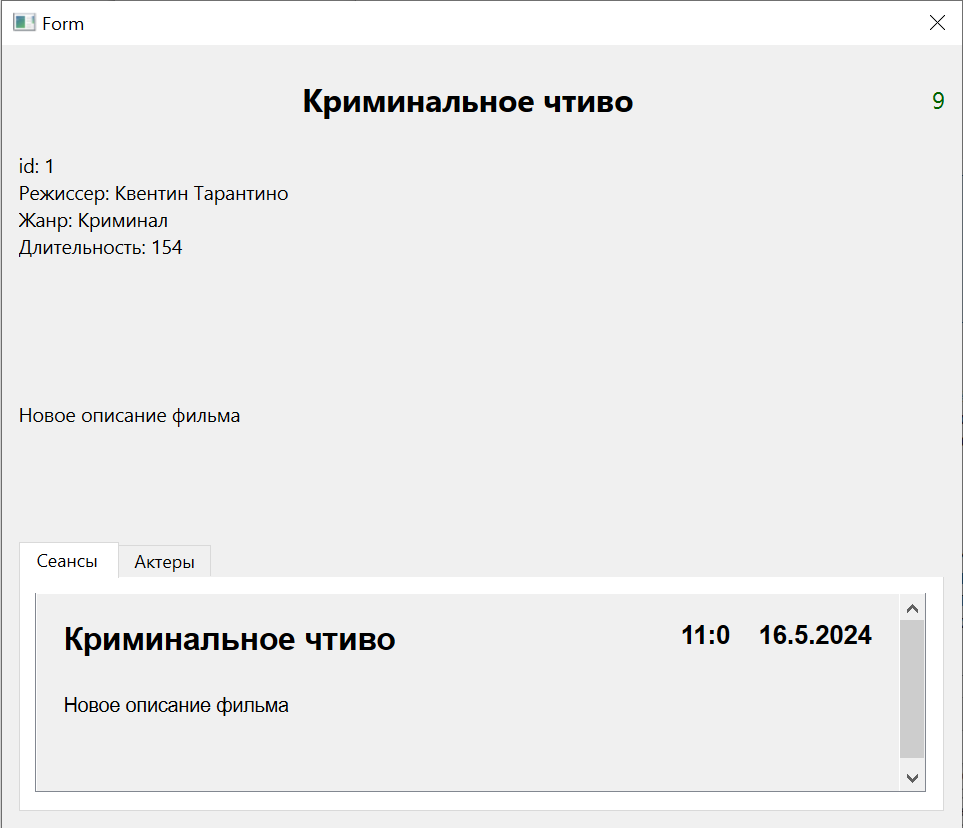 Form
Криминальное чтиво 9
id: 1
Режиссер: Квентин Тарантино
Жанр: Криминал
Длительность: 154
Новое описание фильма
Сеансы Актеры
Криминальное чтиво 11:0 16.5.2024
Новое описание фильма